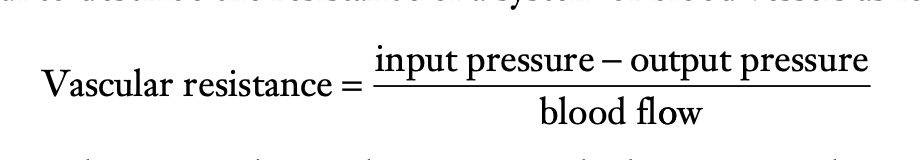 Vascular resistance = input pressure − output pressure
blood flow